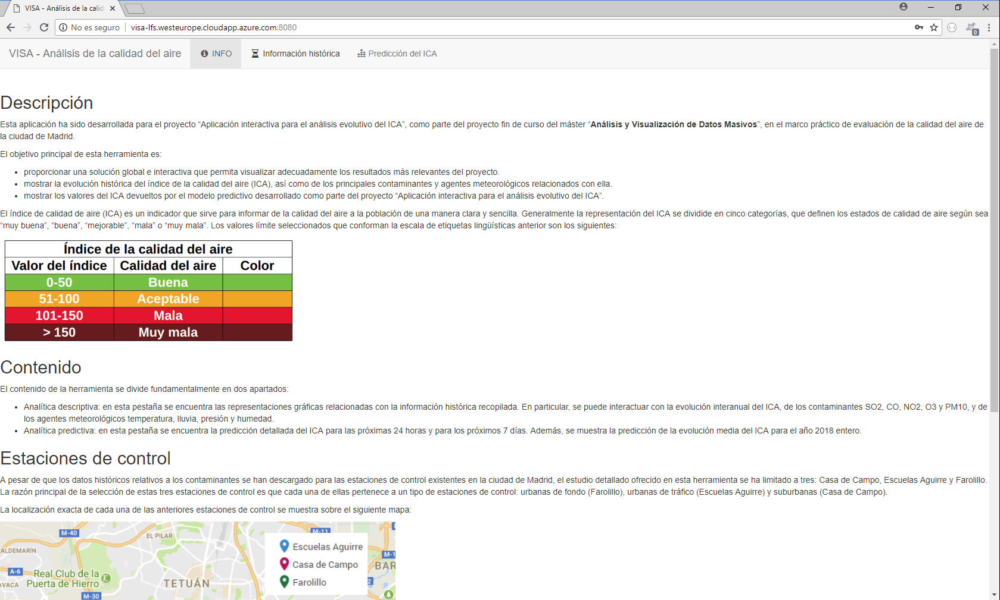 VISA - Análisis de la calid
No es seguro
visa-lfs.westeurope.cloudapp.azure.com:8080
0
VISA - Análisis de la calidad del aire
INFO
Información histórica
Predicción del ICA
Descripción
Esta aplicación ha sido desarrollada para el proyecto “Aplicación interactiva para el análisis evolutivo del ICA”, como parte del proyecto fin de curso del máster “Análisis y Visualización de Datos Masivos”, en el marco práctico de evaluación de la calidad del aire de
la ciudad de Madrid.
El objetivo principal de esta herramienta es:
• proporcionar una solución global e interactiva que permita visualizar adecuadamente los resultados más relevantes del proyecto.
• mostrar la evolución histórica del índice de la calidad del aire (ICA), así como de los principales contaminantes y agentes meteorológicos relacionados con ella.
• mostrar los valores del ICA devueltos por el modelo predictivo desarrollado como parte del proyecto “Aplicación interactiva para el análisis evolutivo del ICA”.
El índice de calidad de aire (ICA) es un indicador que sirve para informar de la calidad del aire a la población de una manera clara y sencilla. Generalmente la representación del ICA se dividide en cinco categorías, que definen los estados de calidad de aire según sea
“muy buena”, “buena”, “mejorable”, “mala” o “muy mala”. Los valores límite seleccionados que conforman la escala de etiquetas lingüísticas anterior son los siguientes:
Índice de la calidad del aire
Valor del índice Calidad del aire Color
0-50 Buena
51-100 Aceptable
101-150 Mala
> 150 Muy mala
Contenido
El contenido de la herramienta se divide fundamentalmente en dos apartados:
• Analítica descriptiva: en esta pestaña se encuentra las representaciones gráficas relacionadas con la información histórica recopilada. En particular, se puede interactuar con la evolución interanual del ICA, de los contaminantes SO2, CO, NO2, O3 y PM10, y de
los agentes meteorológicos temperatura, lluvia, presión y humedad.
• Analítica predictiva: en esta pestaña se encuentra la predicción detallada del ICA para las próximas 24 horas y para los próximos 7 días. Además, se muestra la predicción de la evolución media del ICA para el año 2018 entero.
Estaciones de control
A pesar de que los datos históricos relativos a los contaminantes se han descargado para las estaciones de control existentes en la ciudad de Madrid, el estudio detallado ofrecido en esta herramienta se ha limitado a tres: Casa de Campo, Escuelas Aguirre y Farolillo.
La razón principal de la selección de estas tres estaciones de control es que cada una de ellas pertenece a un tipo de estaciones de control: urbanas de fondo (Farolillo), urbanas de tráfico (Escuelas Aguirre) y suburbanas (Casa de Campo).
La localización exacta de cada una de las anteriores estaciones de control se muestra sobre el siguiente mapa:
M-40
EL PILAR
M-11
ALDEMARÍN
Escuelas Aguirre
M-1
A-6
Real Club de la
Puerta de Hierro
Casa de Campo
BAR
AVACA
TETUÁN
Farolillo
2
M-30